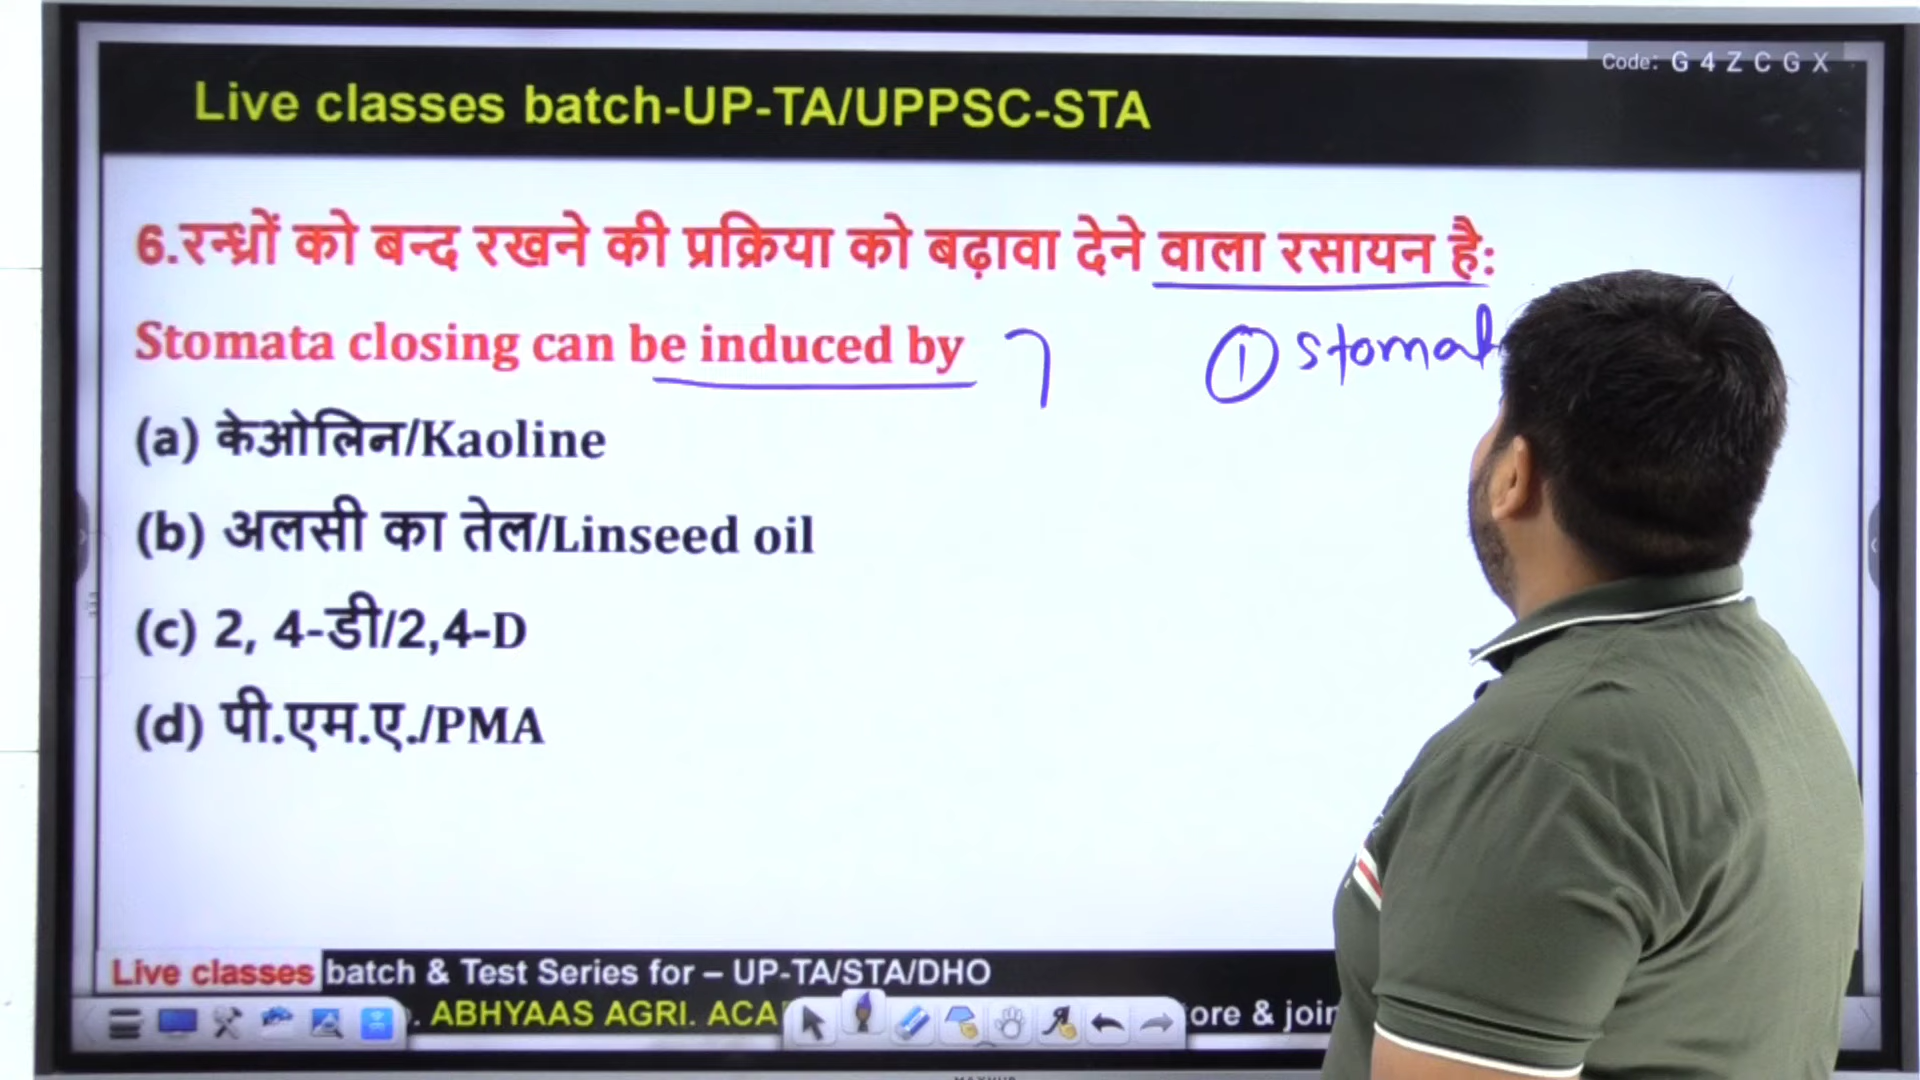 Code: G 4 Z C G X
Live classes batch-UP-TA/UPPSC-STA
6.रन्ध्रों को बन्द रखने की प्रक्रिया को बढ़ावा देने वाला रसायन है:
Stomata closing can be induced by
① stomat
(a) केओलिन/Kaoline
(b) अलसी का तेल/Linseed oil
(c) 2, 4-डी/2,4-D
(d) पी.एम.ए./PMA
Live classes batch & Test Series for – UP-TA/STA/DHO
. ABHYAAS AGRI. ACA ore & join